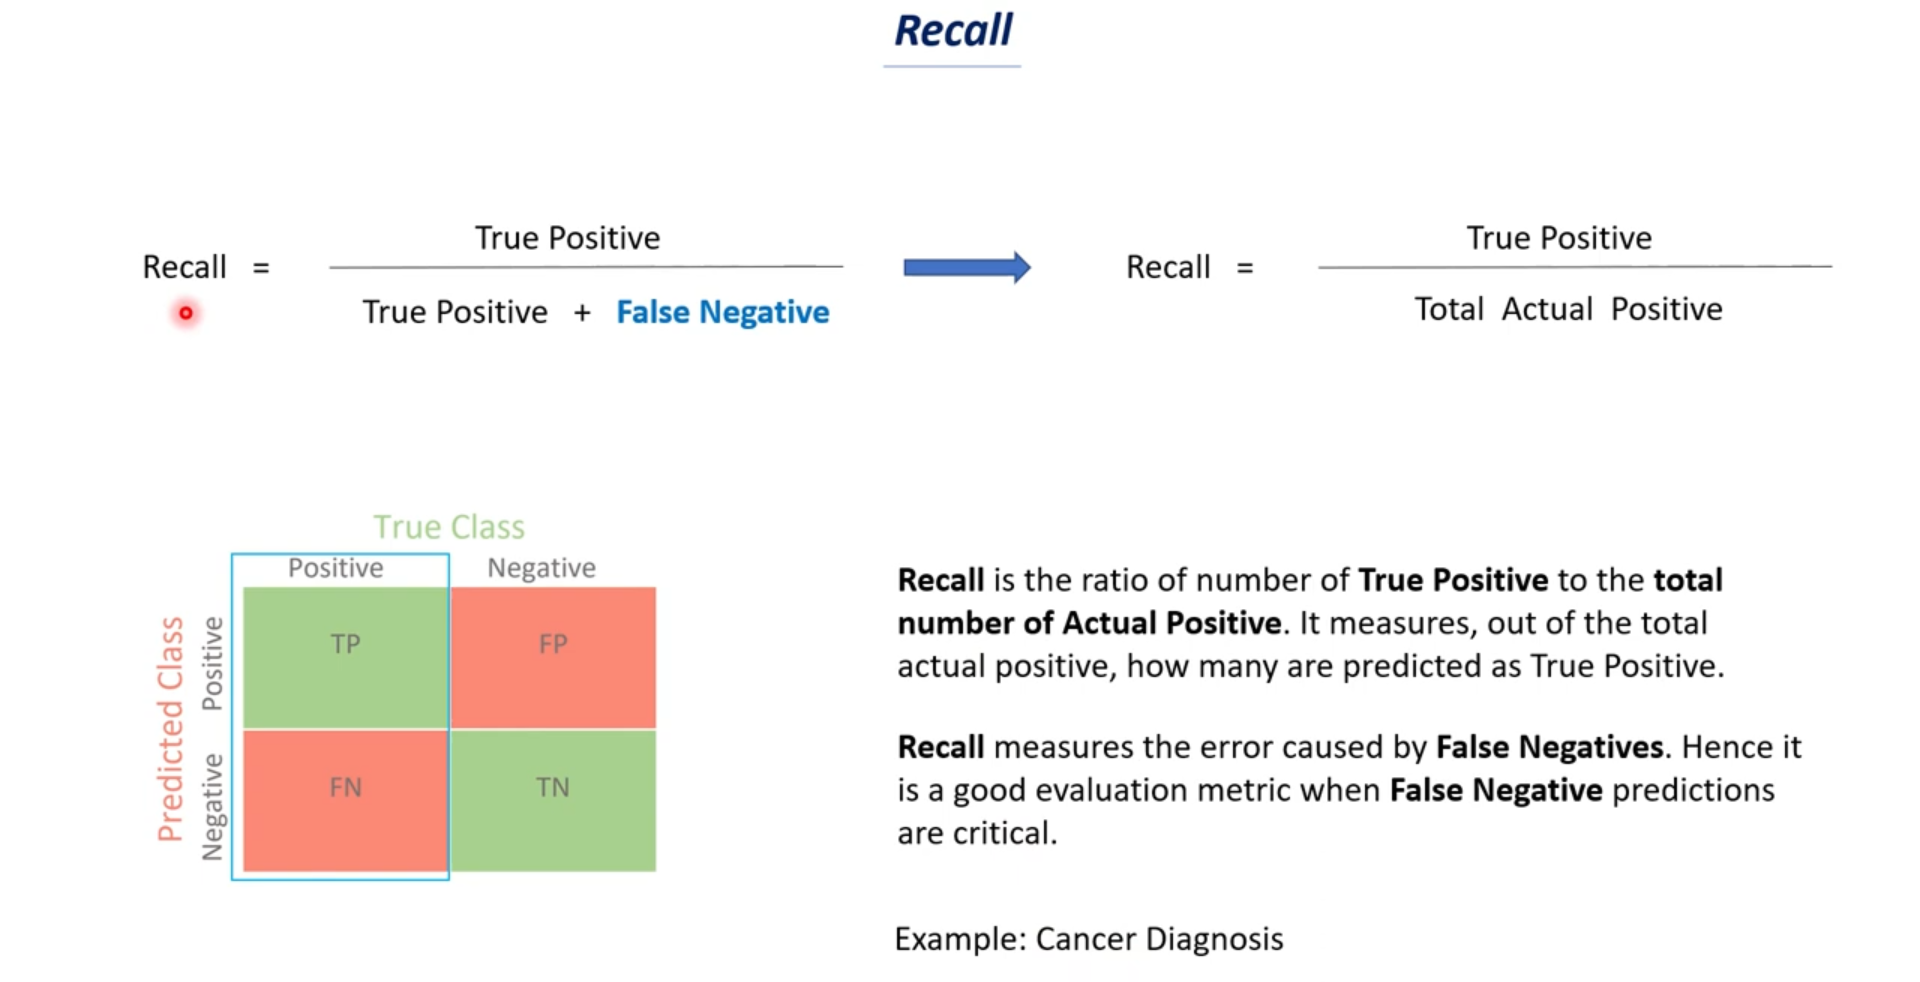 Recall
True Positive
Recall =
True Positive + False Negative
True Positive
Recall =
Total Actual Positive
True Class
Positive Negative
Predicted Class
Positive
Negative
TP FP
FN TN
Recall is the ratio of number of True Positive to the total
number of Actual Positive. It measures, out of the total
actual positive, how many are predicted as True Positive.
Recall measures the error caused by False Negatives. Hence it
is a good evaluation metric when False Negative predictions
are critical.
Example: Cancer Diagnosis